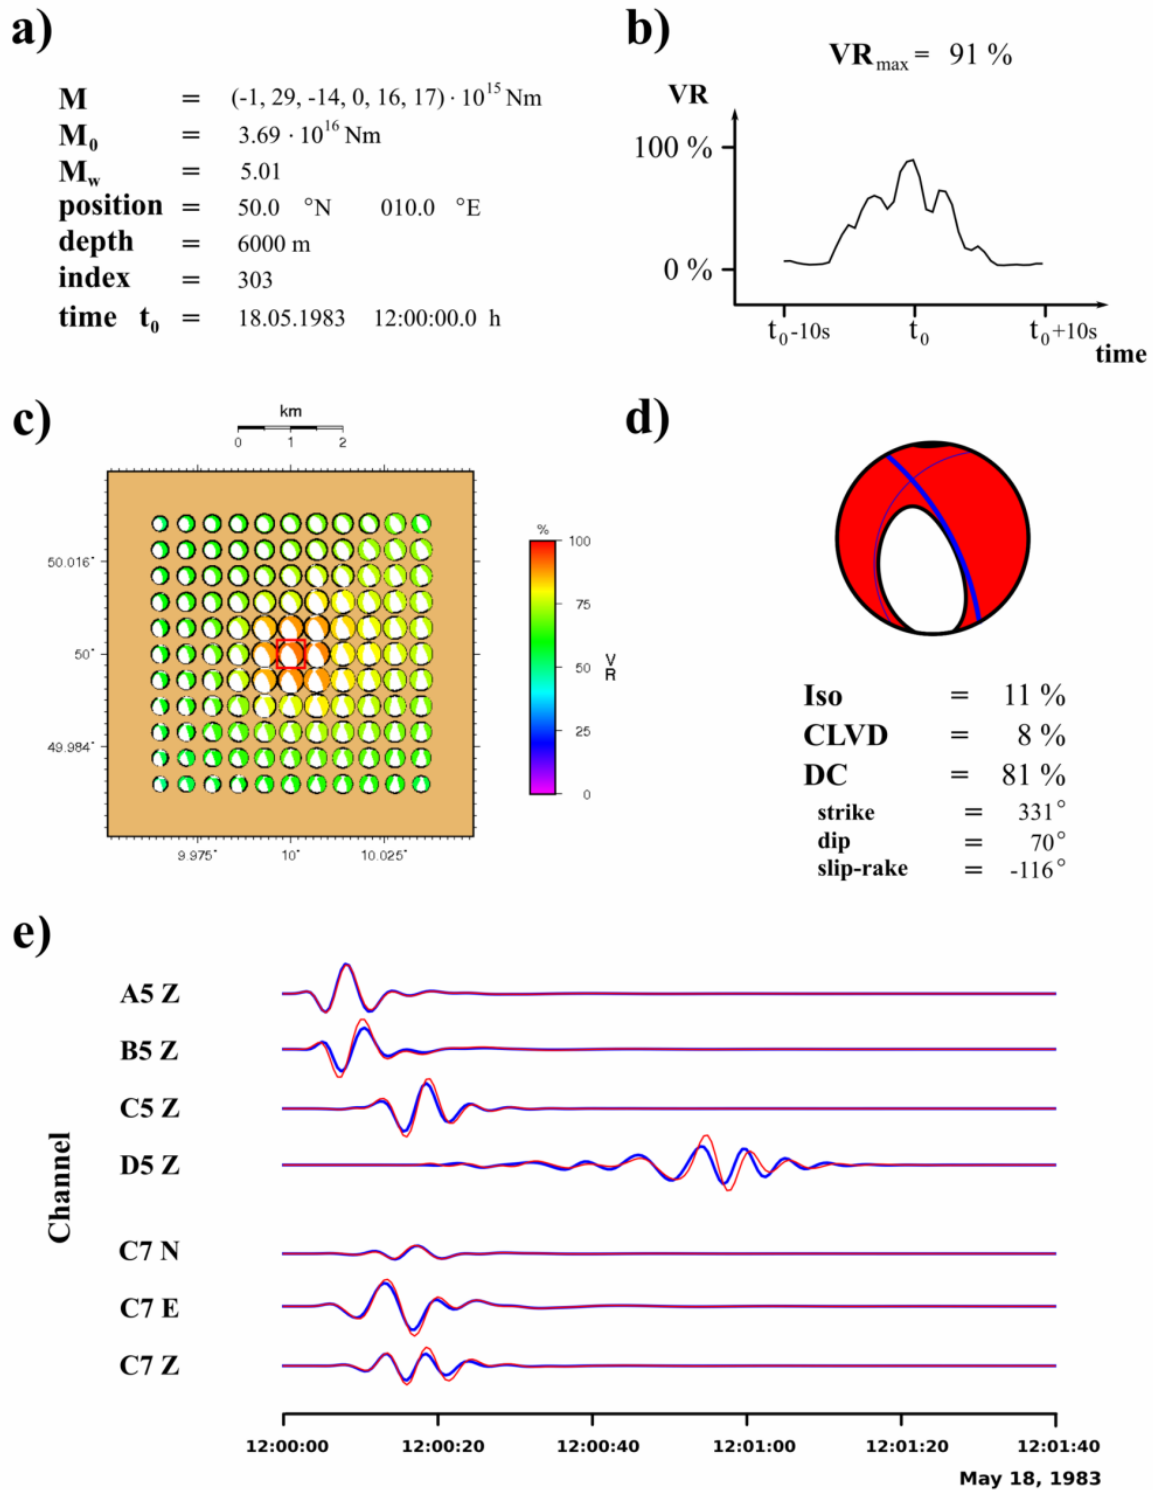 a)
M = (-1, 29, -14, 0, 16, 17) · 10^15 Nm
M0 = 3.69 · 10^16 Nm
Mw = 5.01
position = 50.0 °N 010.0 °E
depth = 6000 m
index = 303
time t0 = 18.05.1983 12:00:00.0 h
b)
VRmax = 91 %
VR
100 %
0 %
t0-10s t0 t0+10s
time
c)
km
0 1 2
50.016°
50°
49.984°
9.975° 10° 10.025°
%
100
75
50
25
0
VR
d)
Iso = 11 %
CLVD = 8 %
DC = 81 %
strike = 331°
dip = 70°
slip-rake = -116°
e)
Channel
A5 Z
B5 Z
C5 Z
D5 Z
C7 N
C7 E
C7 Z
12:00:00 12:00:20 12:00:40 12:01:00 12:01:20 12:01:40
May 18, 1983